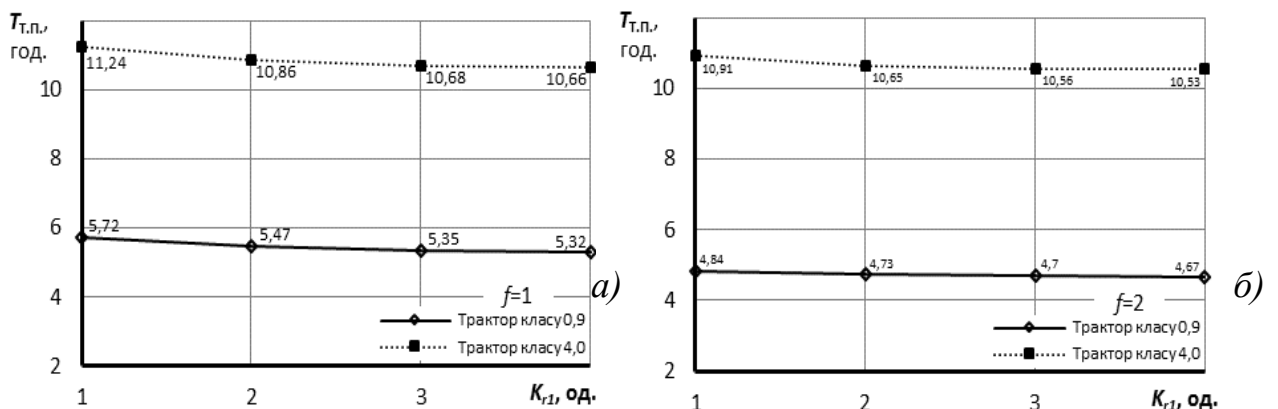 Tт.п.,
год.
11,24 10,86 10,68 10,66
10
8
6
5,72 5,47 5,35 5,32
4
2
f=1
Трактор класу 0,9
Трактор класу 4,0
1 2 3 Kr1, од.
а)
Tт.п.,
год.
10,91 10,65 10,56 10,53
10
8
6
4,84 4,73 4,7 4,67
4
2
f=2
Трактор класу 0,9
Трактор класу 4,0
1 2 3 Kr1, од.
б)